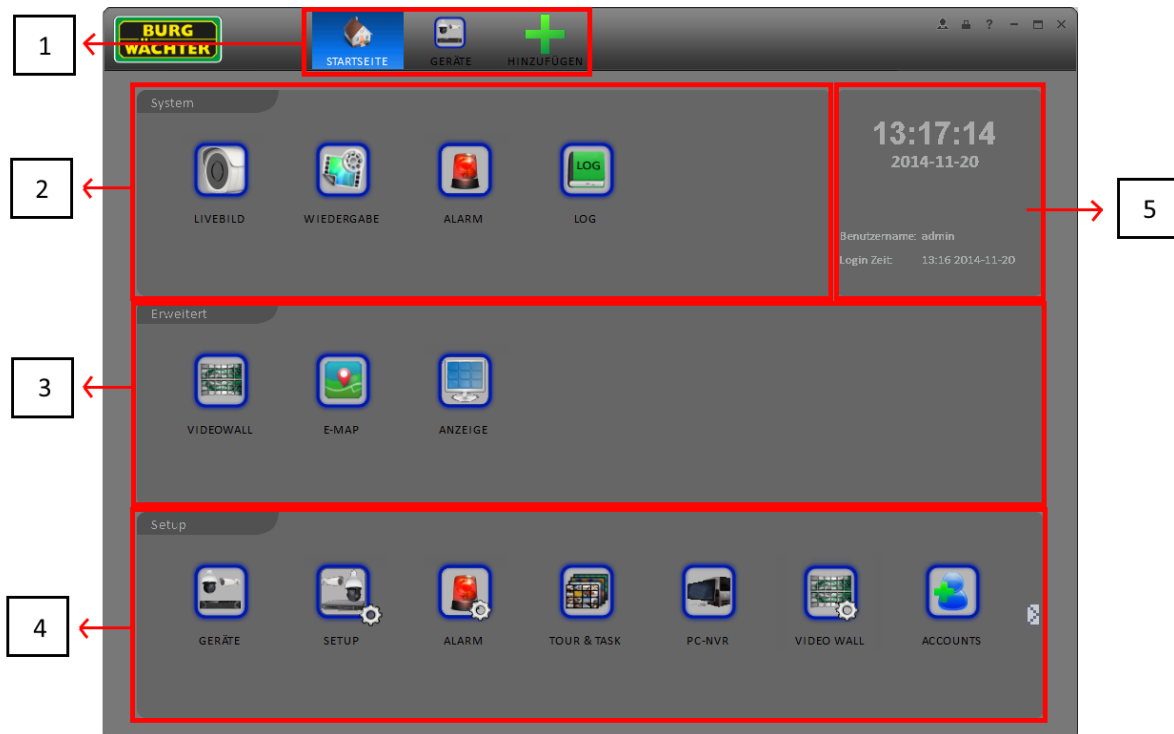 BURG
WÄCHTER
STARTSEITE GERÄTE HINZUFÜGEN
?
1
System
13:17:14
2014-11-20
LOG
2
5
LIVEBILD WIEDERGABE ALARM LOG
Benutzername: admin
Login Zeit: 13:16 2014-11-20
Erweitert
3
VIDEOWALL E-MAP ANZEIGE
Setup
4
GERÄTE SETUP ALARM TOUR & TASK PC-NVR VIDEO WALL ACCOUNTS